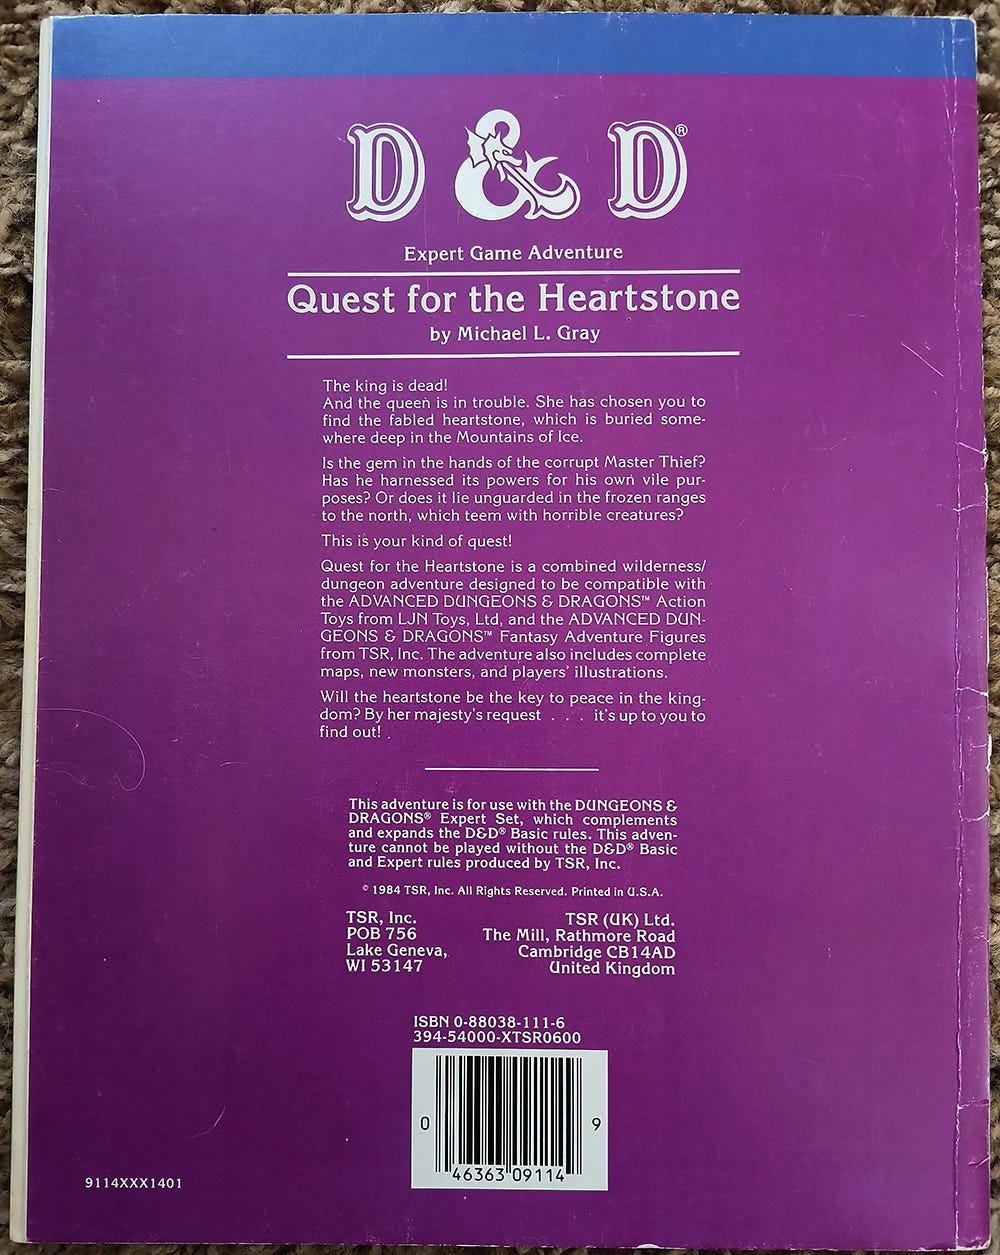 D & D®
Expert Game Adventure
Quest for the Heartstone
by Michael L. Gray
The king is dead!
And the queen is in trouble. She has chosen you to
find the fabled heartstone, which is buried some-
where deep in the Mountains of Ice.
Is the gem in the hands of the corrupt Master Thief?
Has he harnessed its powers for his own vile pur-
poses? Or does it lie unguarded in the frozen ranges
to the north, which teem with horrible creatures?
This is your kind of quest!
Quest for the Heartstone is a combined wilderness/
dungeon adventure designed to be compatible with
the ADVANCED DUNGEONS & DRAGONS™ Action
Toys from LJN Toys, Ltd, and the ADVANCED DUN-
GEONS & DRAGONS™ Fantasy Adventure Figures
from TSR, Inc. The adventure also includes complete
maps, new monsters, and players' illustrations.
Will the heartstone be the key to peace in the king-
dom? By her majesty's request . . . it's up to you to
find out!
This adventure is for use with the DUNGEONS &
DRAGONS® Expert Set, which complements
and expands the D&D® Basic rules. This adven-
ture cannot be played without the D&D® Basic
and Expert rules produced by TSR, Inc.
© 1984 TSR, Inc. All Rights Reserved. Printed in U.S.A.
TSR, Inc.
POB 756
Lake Geneva,
WI 53147
TSR (UK) Ltd.
The Mill, Rathmore Road
Cambridge CB14AD
United Kingdom
ISBN 0-88038-111-6
394-54000-XTSR0600
0 46363 09114 9
9114XXX1401